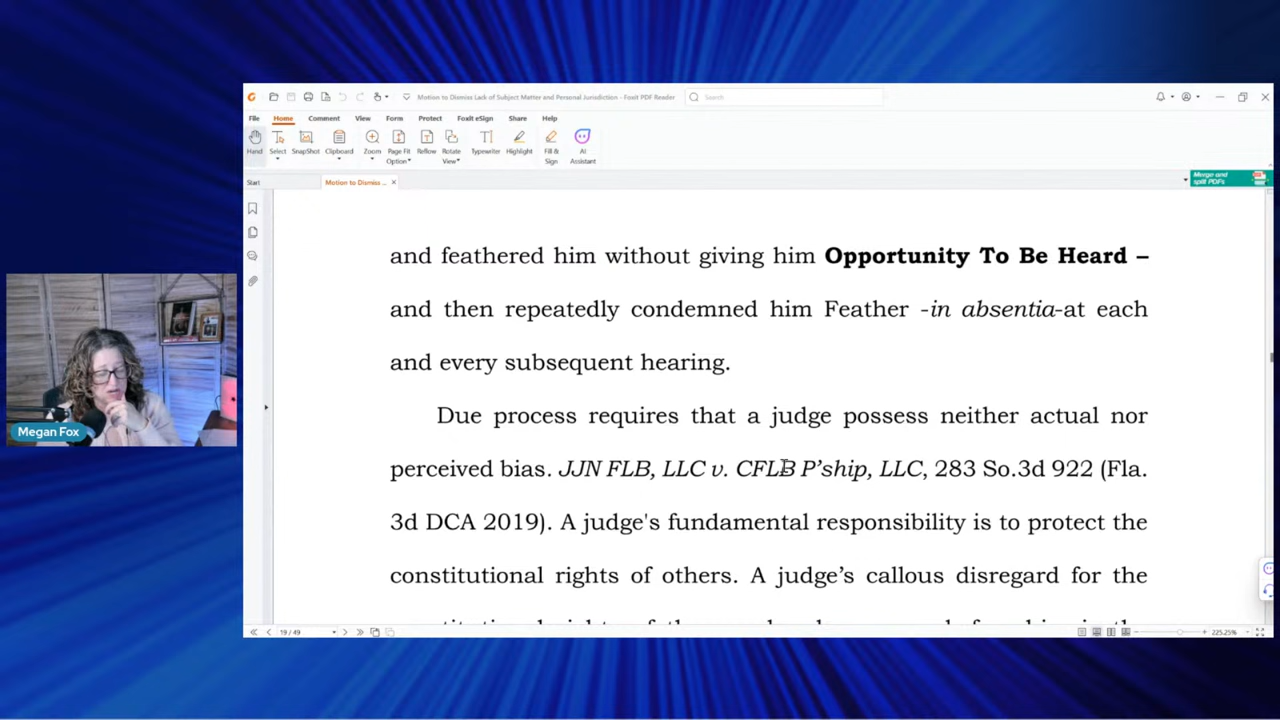 Motion to Dismiss Lack of Subject Matter and Personal Jurisdiction - Foxit PDF Reader
Search
File Home Comment View Form Protect Foxit eSign Share Help
Hand Select SnapShot Clipboard Zoom Page Fit Option Reflow Rotate View Typewriter Highlight Fill & Sign AI Assistant
Start
Motion to Dismiss ...
Merge and split PDFs
and feathered him without giving him Opportunity To Be Heard –
and then repeatedly condemned him Feather -in absentia-at each
and every subsequent hearing.
Due process requires that a judge possess neither actual nor
perceived bias. JJN FLB, LLC v. CFLB P’ship, LLC, 283 So.3d 922 (Fla.
3d DCA 2019). A judge's fundamental responsibility is to protect the
constitutional rights of others. A judge’s callous disregard for the
Megan Fox
19 / 49
225.25%